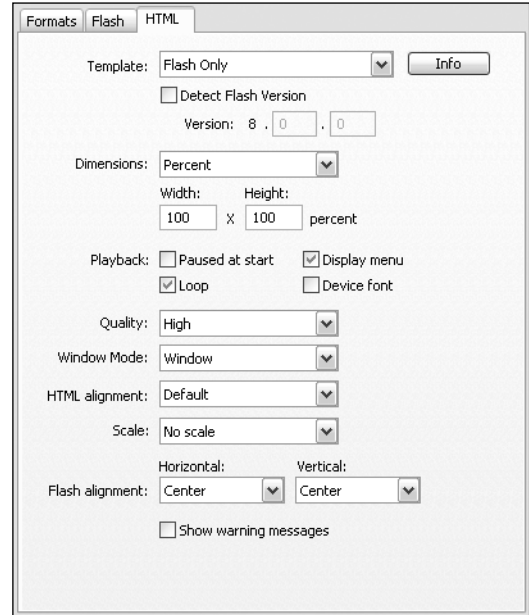 Formats Flash HTML
Template: Flash Only Info
Detect Flash Version
Version: 8 . 0 . 0
Dimensions: Percent
Width: Height:
100 X 100 percent
Playback: Paused at start Display menu
Loop Device font
Quality: High
Window Mode: Window
HTML alignment: Default
Scale: No scale
Horizontal: Vertical:
Flash alignment: Center Center
Show warning messages